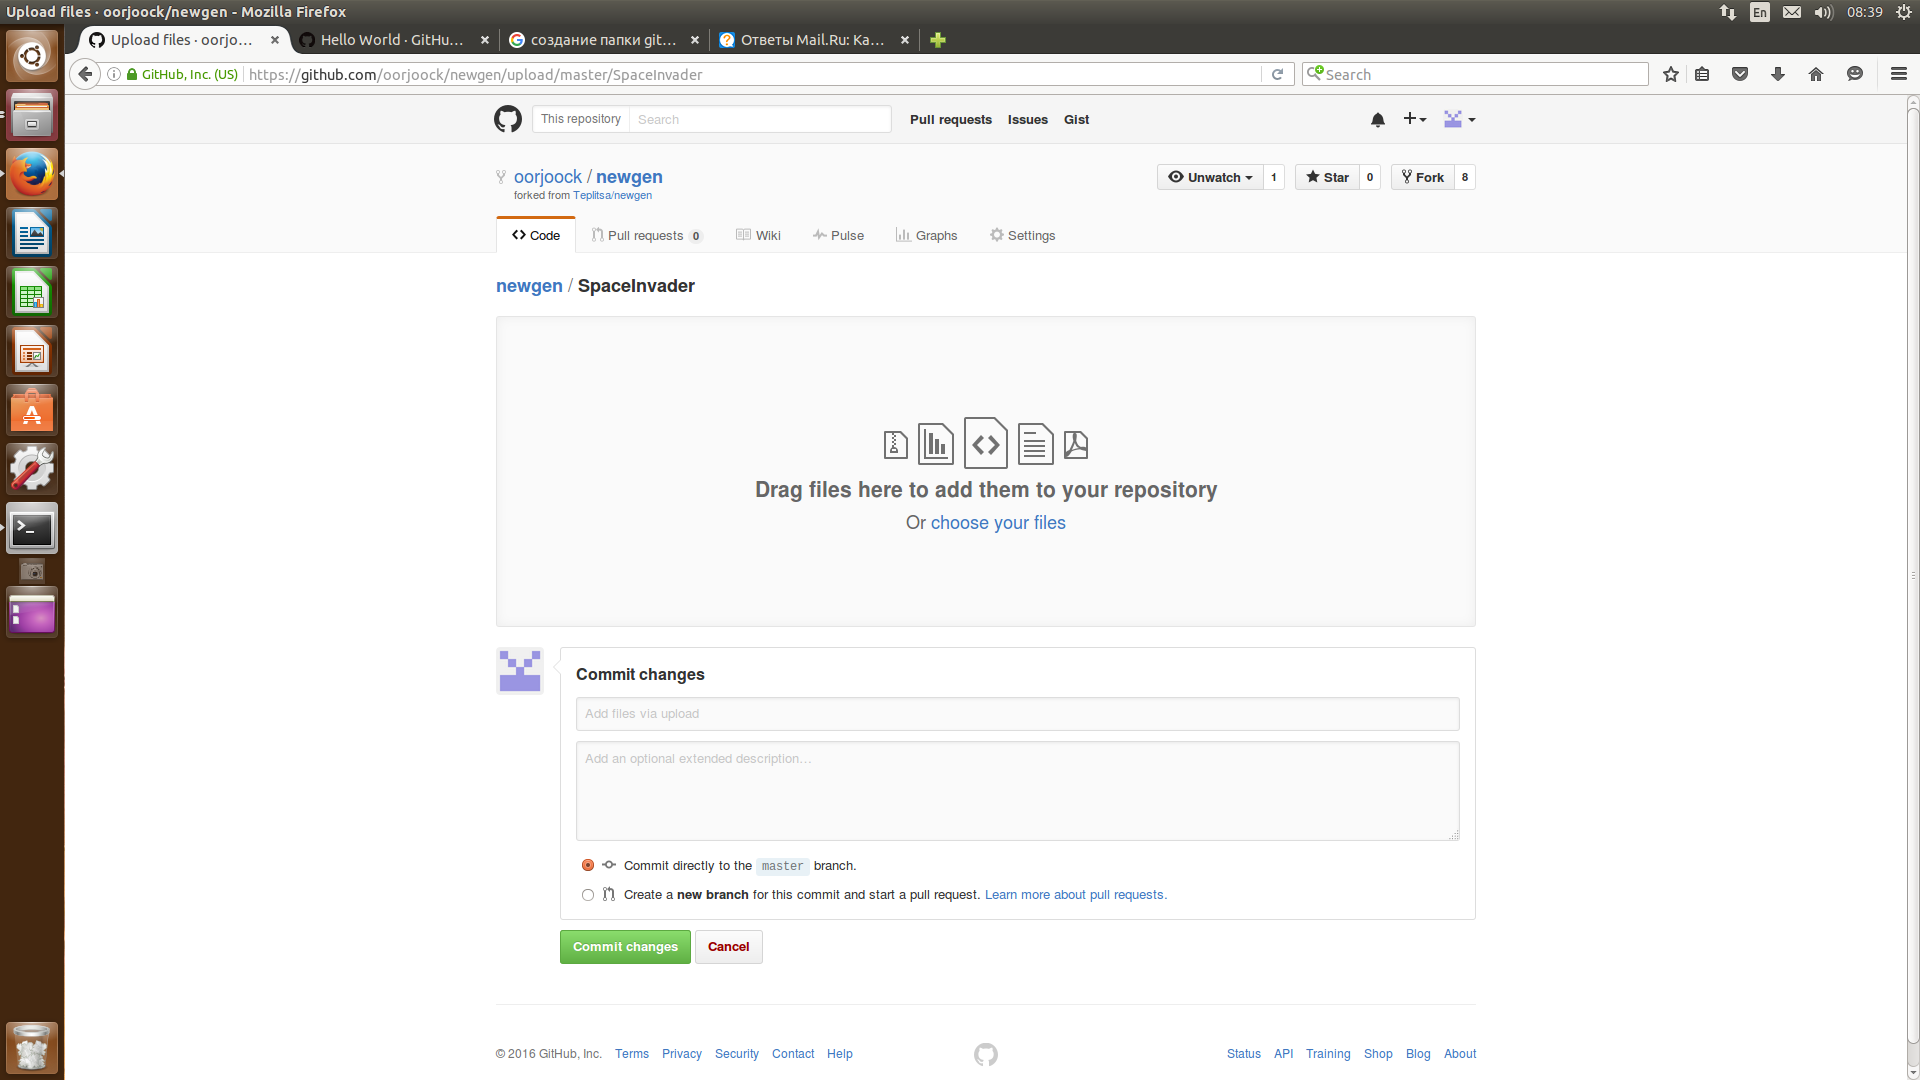 Upload files · oorjoock/newgen - Mozilla Firefox
En
08:39
Upload files · oorjo...
Hello World · GitHu...
создание папки git...
Ответы Mail.Ru: Ка...
GitHub, Inc. (US)
https://github.com/oorjoock/newgen/upload/master/SpaceInvader
Search
This repository
Search
Pull requests
Issues
Gist
oorjoock / newgen
forked from Teplitsa/newgen
Unwatch
1
Star
0
Fork
8
Code
Pull requests 0
Wiki
Pulse
Graphs
Settings
newgen / SpaceInvader
Drag files here to add them to your repository
Or choose your files
Commit changes
Add files via upload
Add an optional extended description...
Commit directly to the master branch.
Create a new branch for this commit and start a pull request. Learn more about pull requests.
Commit changes
Cancel
© 2016 GitHub, Inc.
Terms
Privacy
Security
Contact
Help
Status
API
Training
Shop
Blog
About